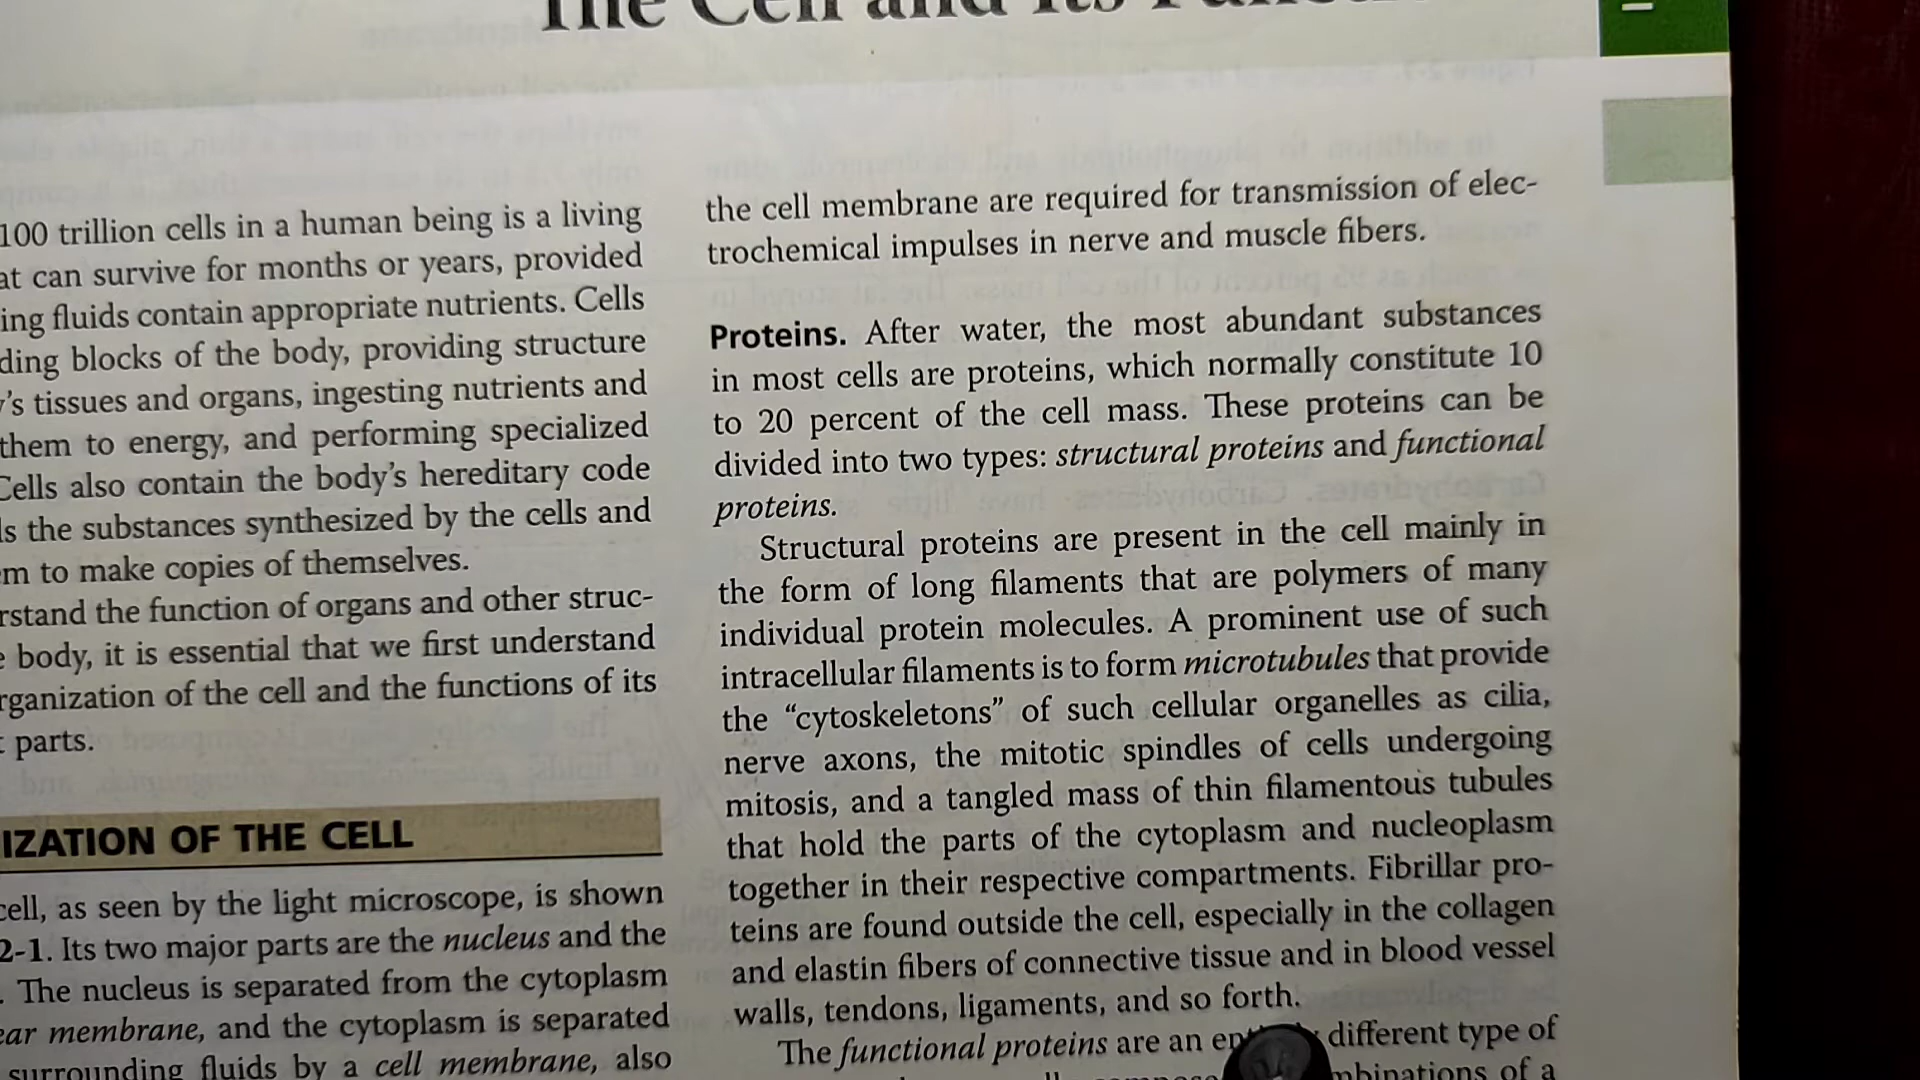 100 trillion cells in a human being is a living
can survive for months or years, provided
fluids contain appropriate nutrients. Cells
blocks of the body, providing structure
tissues and organs, ingesting nutrients and
them to energy, and performing specialized
Cells also contain the body's hereditary code
the substances synthesized by the cells and
to make copies of themselves.
the function of organs and other struc-
body, it is essential that we first understand
of the cell and the functions of its
parts.
IZATION OF THE CELL
cell, as seen by the light microscope, is shown
2-1. Its two major parts are the nucleus and the
. The nucleus is separated from the cytoplasm
membrane, and the cytoplasm is separated
surrounding fluids by a cell membrane, also
the cell membrane are required for transmission of elec-
trochemical impulses in nerve and muscle fibers.
Proteins. After water, the most abundant substances
in most cells are proteins, which normally constitute 10
to 20 percent of the cell mass. These proteins can be
divided into two types: structural proteins and functional
proteins.
Structural proteins are present in the cell mainly in
the form of long filaments that are polymers of many
individual protein molecules. A prominent use of such
intracellular filaments is to form microtubules that provide
the “cytoskeletons” of such cellular organelles as cilia,
nerve axons, the mitotic spindles of cells undergoing
mitosis, and a tangled mass of thin filamentous tubules
that hold the parts of the cytoplasm and nucleoplasm
together in their respective compartments. Fibrillar pro-
teins are found outside the cell, especially in the collagen
and elastin fibers of connective tissue and in blood vessel
walls, tendons, ligaments, and so forth.
The functional proteins are an different type of
of a